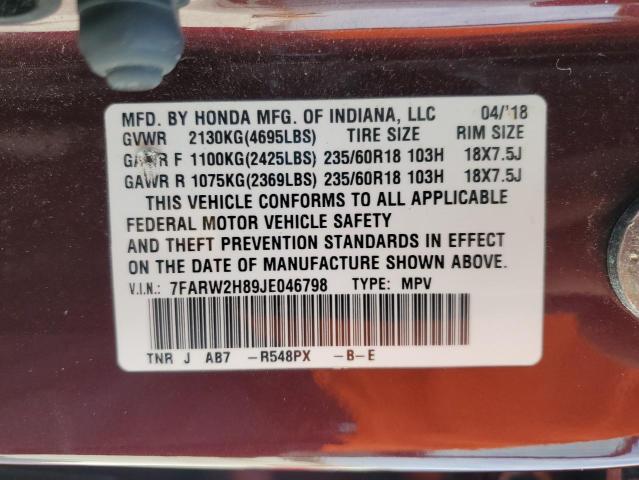 MFD. BY HONDA MFG. OF INDIANA, LLC 04/'18
GVWR 2130KG(4695LBS) TIRE SIZE RIM SIZE
GAWR F 1100KG(2425LBS) 235/60R18 103H 18X7.5J
GAWR R 1075KG(2369LBS) 235/60R18 103H 18X7.5J
THIS VEHICLE CONFORMS TO ALL APPLICABLE
FEDERAL MOTOR VEHICLE SAFETY
AND THEFT PREVENTION STANDARDS IN EFFECT
ON THE DATE OF MANUFACTURE SHOWN ABOVE.
V.I.N.: 7FARW2H89JE046798 TYPE: MPV
TNR J AB7 -R548PX -B-E